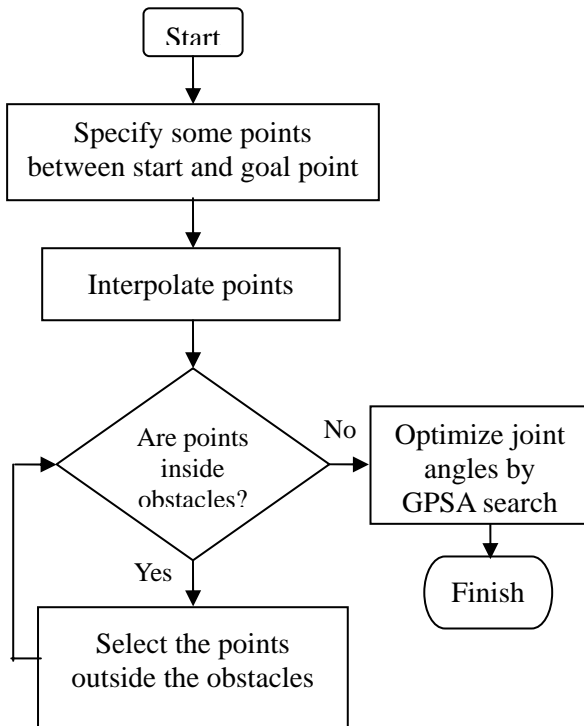 Start
Specify some points
between start and goal point
Interpolate points
Are points
inside
obstacles?
No
Optimize joint
angles by
GPSA search
Yes
Finish
Select the points
outside the obstacles